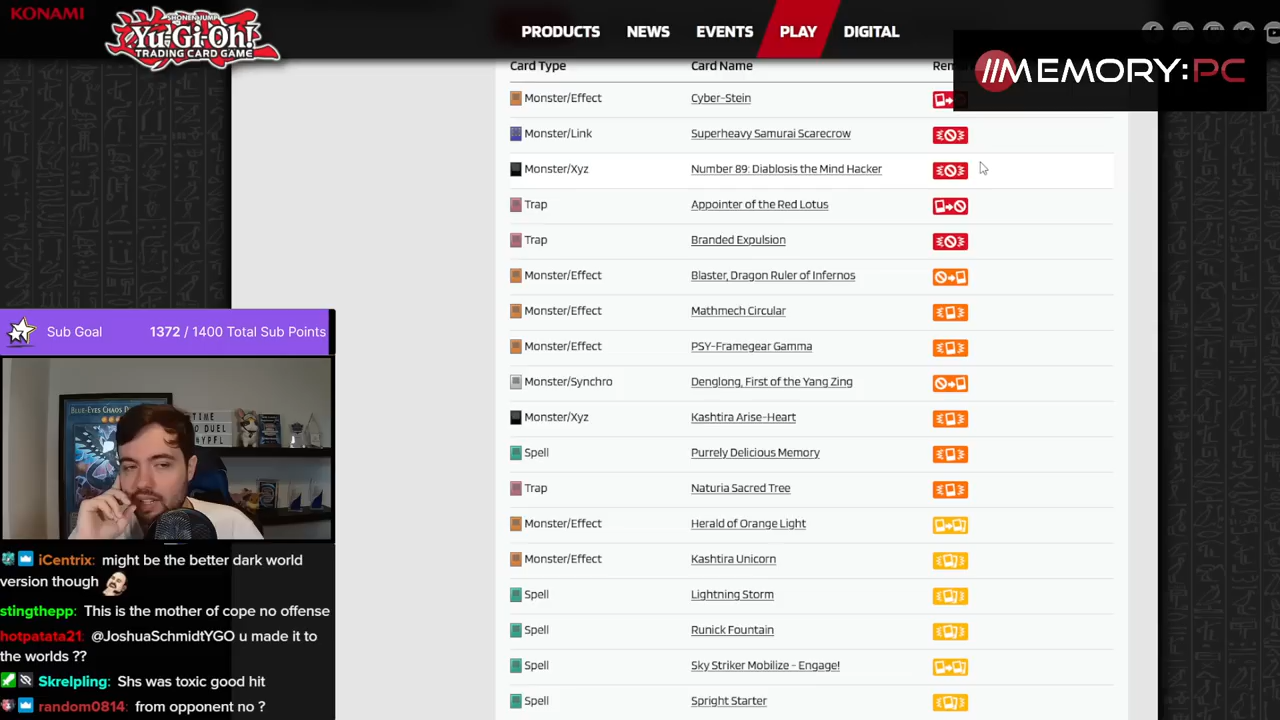 KONAMI
SHONEN JUMP
Yu-Gi-Oh!
TRADING CARD GAME
PRODUCTS NEWS EVENTS PLAY DIGITAL
MEMORY:PC
Card Type Card Name
Monster/Effect Cyber-Stein
Monster/Link Superheavy Samurai Scarecrow
Monster/Xyz Number 89: Diablosis the Mind Hacker
Trap Appointer of the Red Lotus
Trap Branded Expulsion
Monster/Effect Blaster, Dragon Ruler of Infernos
Monster/Effect Mathmech Circular
Monster/Effect PSY-Framegear Gamma
Monster/Synchro Denglong, First of the Yang Zing
Monster/Xyz Kashtira Arise-Heart
Spell Purrely Delicious Memory
Trap Naturia Sacred Tree
Monster/Effect Herald of Orange Light
Monster/Effect Kashtira Unicorn
Spell Lightning Storm
Spell Runick Fountain
Spell Sky Striker Mobilize - Engage!
Spell Spright Starter
Sub Goal 1372 / 1400 Total Sub Points
BLUE-EYES CHAOS
TIME
DUEL
iCentrix: might be the better dark world
version though
stingthepp: This is the mother of cope no offense
hotpatata21: @JoshuaSchmidtYGO u made it to
the worlds ??
Skrelpling: Shs was toxic good hit
random0814: from opponent no ?